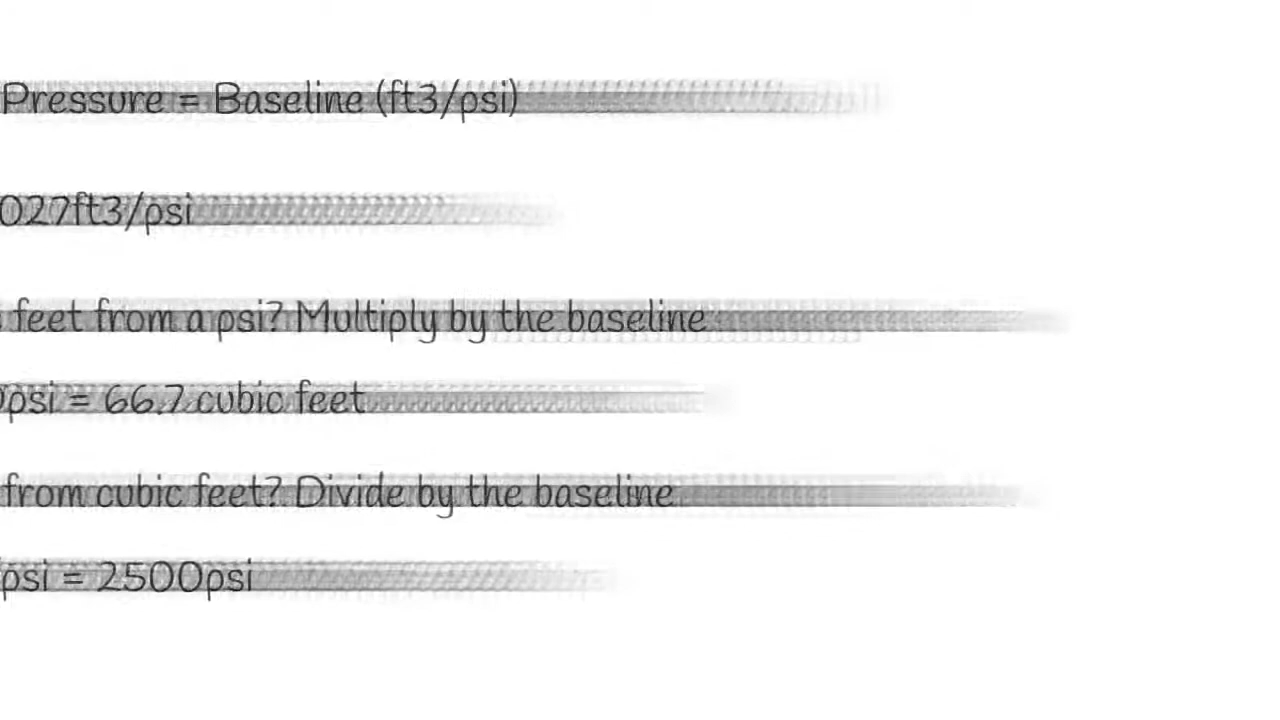 Pressure = Baseline (ft3/psi)
027ft3/psi
feet from a psi? Multiply by the baseline
psi = 66.7 cubic feet
from cubic feet? Divide by the baseline
psi = 2500psi